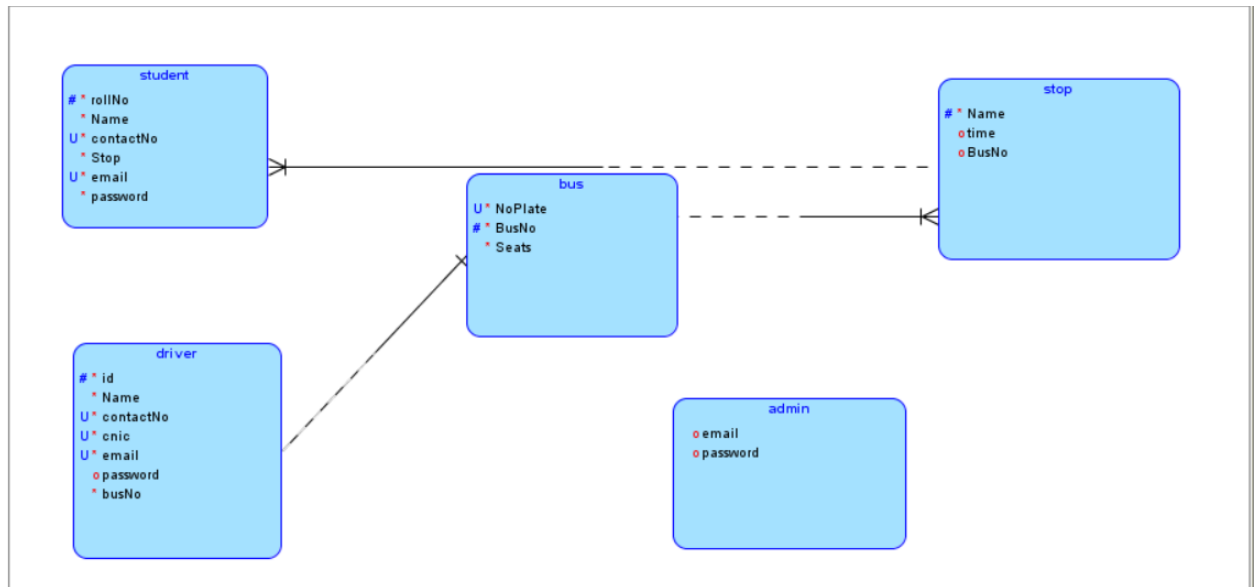 student
# * rollNo
* Name
U * contactNo
* Stop
U * email
* password
stop
# * Name
o time
o BusNo
bus
U * NoPlate
# * BusNo
* Seats
driver
# * id
* Name
U * contactNo
U * cnic
U * email
o password
* busNo
admin
o email
o password